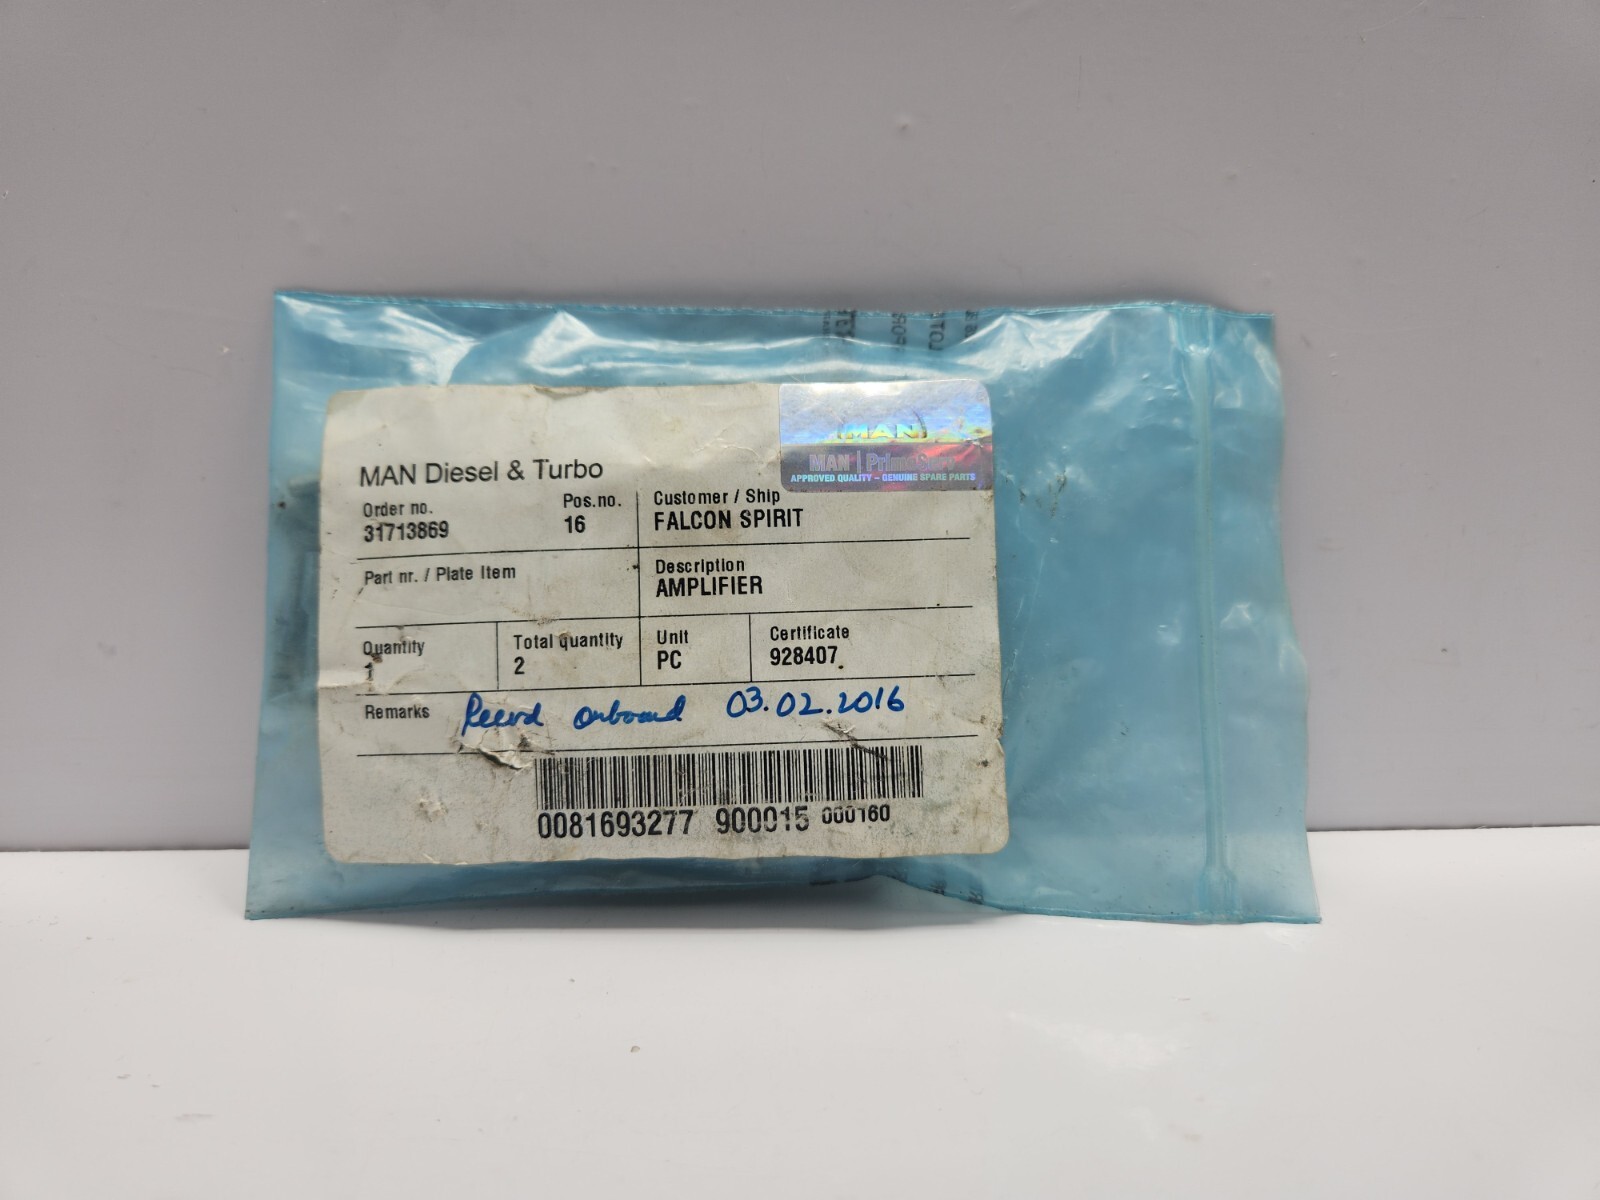 MAN
MAN | PrimeServ
APPROVED QUALITY – GENUINE SPARE PARTS
MAN Diesel & Turbo
Order no. Pos.no. Customer / Ship
31713869 16 FALCON SPIRIT
Part nr. / Plate Item Description
AMPLIFIER
Quantity Total quantity Unit Certificate
1 2 PC 928407
Remarks Recvd onboard 03.02.2016
0081693277 900015 000160